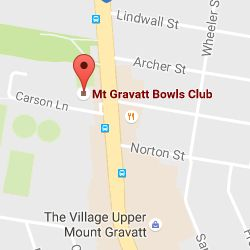 Lindwall St
Wheeler St
Archer St
Mt Gravatt Bowls Club
Carson Ln
Norton St
The Village Upper
Mount Gravatt